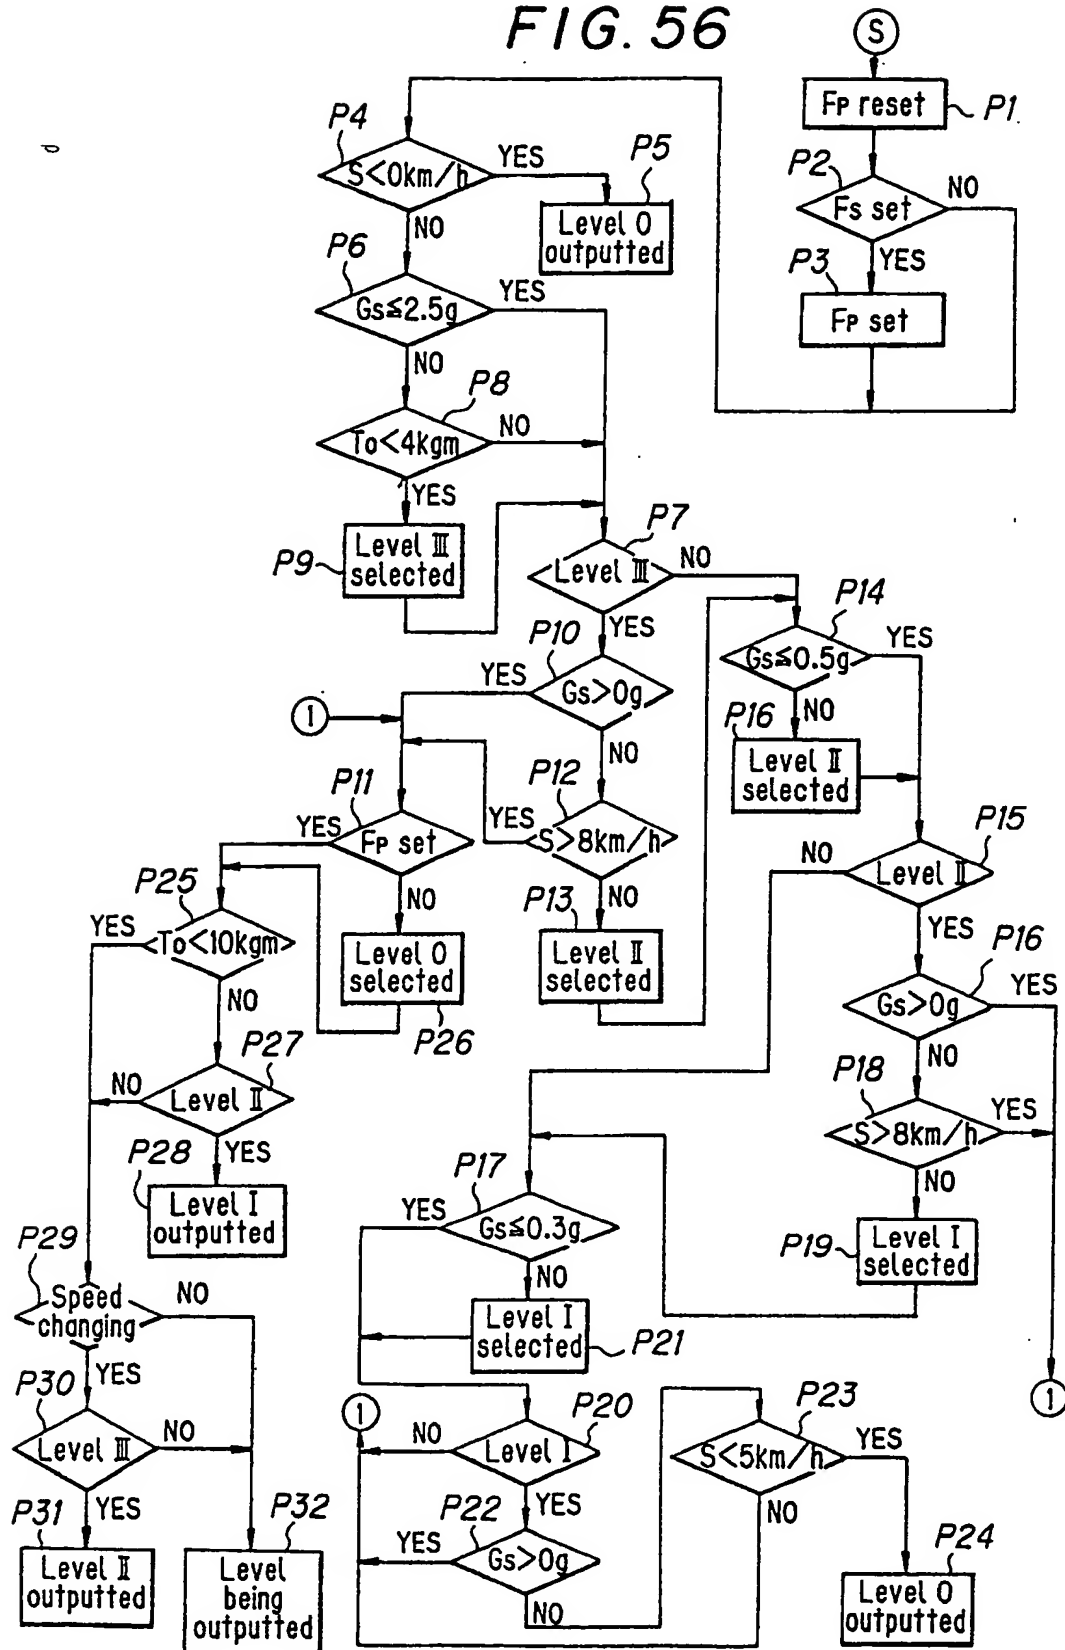 FIG. 56
S
FP reset
P1
P2
Fs set
NO
YES
P3
FP set
P4
S<0km/h
YES
NO
P5
Level 0
outputted
P6
Gs≦2.5g
YES
NO
P8
To<4kgm
NO
YES
P9
Level III
selected
P7
Level III
NO
YES
P10
YES
Gs>0g
NO
P14
Gs≦0.5g
YES
NO
P16
Level II
selected
1
P11
YES
FP set
NO
P12
YES
S>8km/h
NO
P13
Level II
selected
P15
NO
Level II
YES
P25
YES
To<10kgm
NO
Level 0
selected
P26
P16
Gs>0g
YES
NO
P27
NO
Level II
YES
P28
Level I
outputted
P18
S>8km/h
YES
NO
P19
Level I
selected
P17
YES
Gs≦0.3g
NO
Level I
selected
P21
P29
Speed
changing
NO
YES
P30
Level III
NO
YES
P31
Level II
outputted
P32
Level
being
outputted
1
P20
NO
Level I
YES
P22
YES
Gs>0g
NO
P23
S<5km/h
YES
NO
P24
Level 0
outputted
1